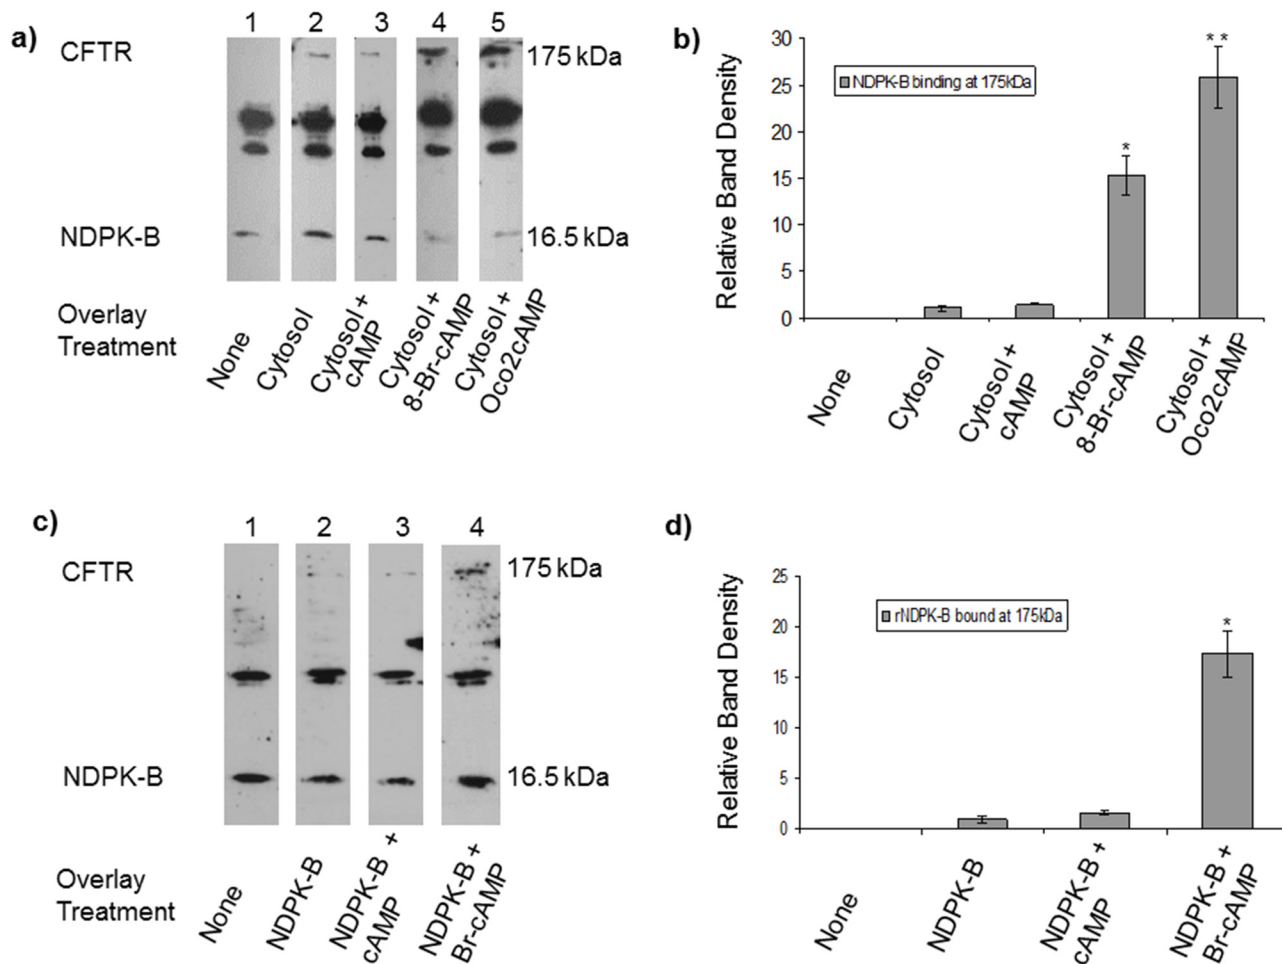 a)
1 2 3 4 5
CFTR
175 kDa
NDPK-B
16.5 kDa
Overlay
Treatment
None
Cytosol
Cytosol +
cAMP
Cytosol +
8-Br-cAMP
Cytosol +
Oco2cAMP
b)
Relative Band Density
30
25
20
15
10
5
0
NDPK-B binding at 175kDa
*
**
None
Cytosol
Cytosol +
cAMP
Cytosol +
8-Br-cAMP
Cytosol +
Oco2cAMP
c)
1 2 3 4
CFTR
175 kDa
NDPK-B
16.5 kDa
Overlay
Treatment
None
NDPK-B
NDPK-B +
cAMP
NDPK-B +
Br-cAMP
d)
Relative Band Density
25
20
15
10
5
0
rNDPK-B bound at 175kDa
*
None
NDPK-B
NDPK-B +
cAMP
NDPK-B +
Br-cAMP